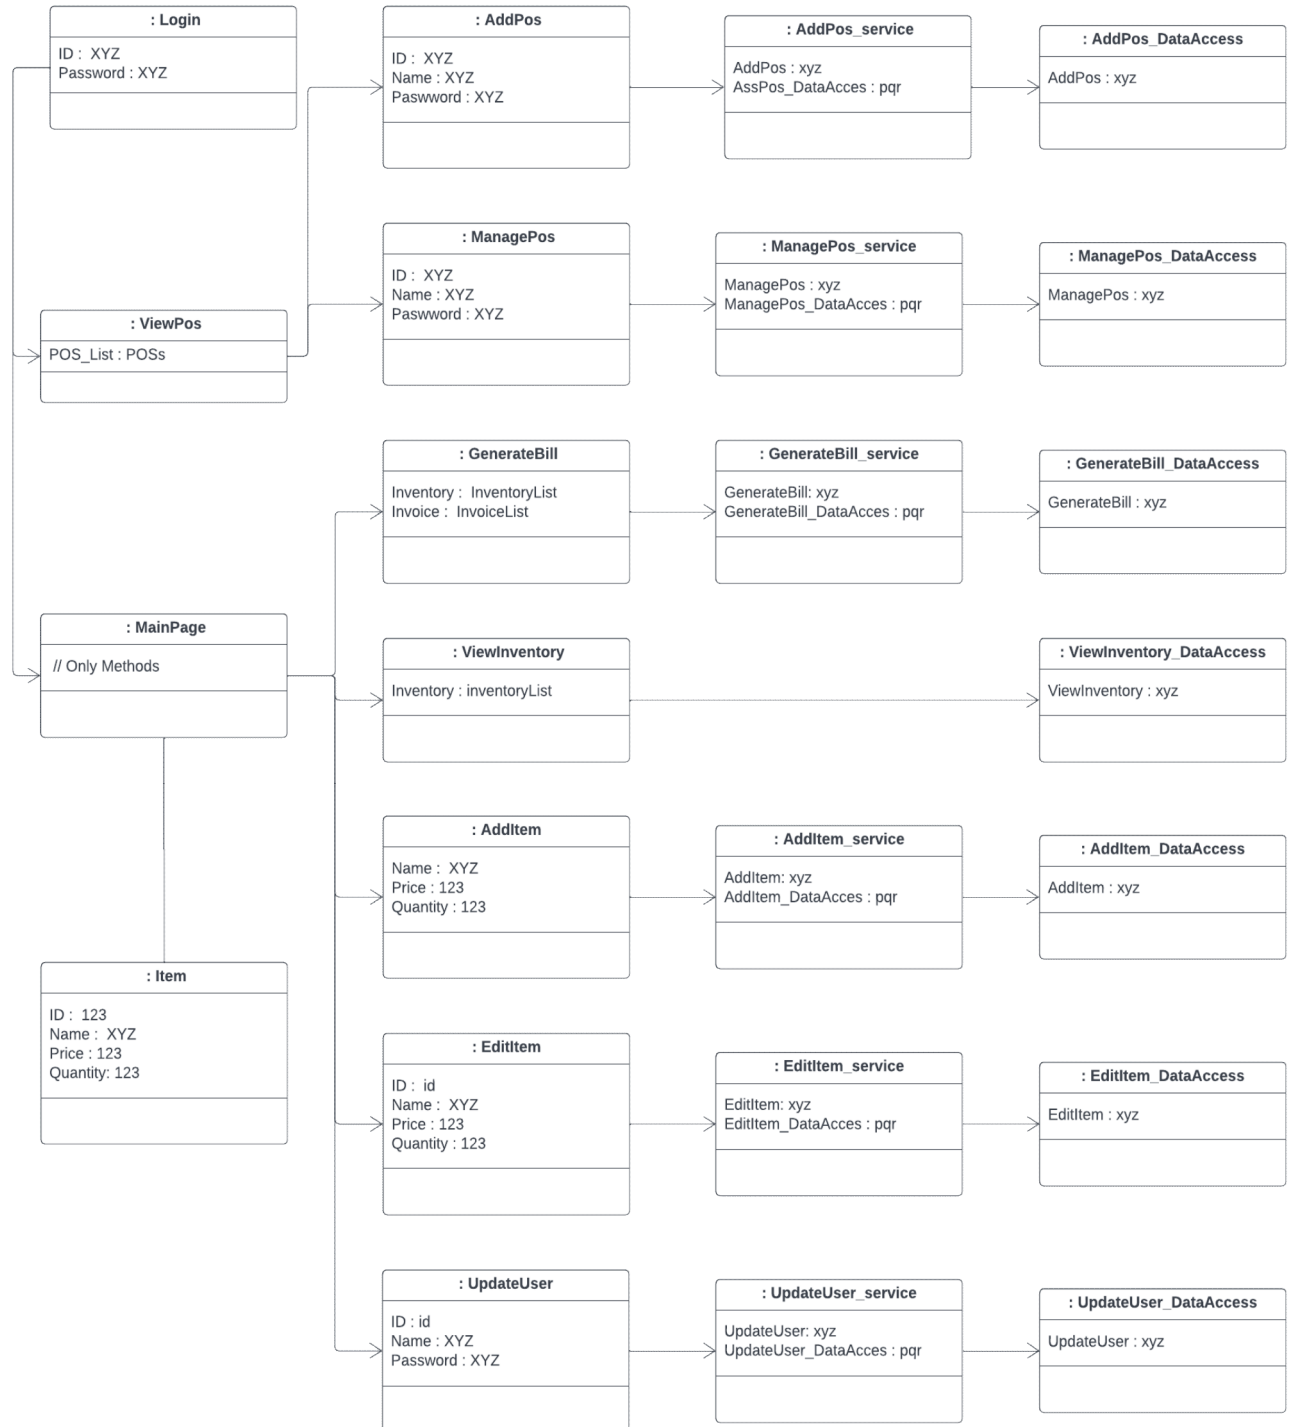 : Login
ID :  XYZ
Password : XYZ
: AddPos
ID :  XYZ
Name : XYZ
Paswword : XYZ
: AddPos_service
AddPos : xyz
AssPos_DataAcces : pqr
: AddPos_DataAccess
AddPos : xyz
: ViewPos
POS_List : POSs
: ManagePos
ID :  XYZ
Name : XYZ
Paswword : XYZ
: ManagePos_service
ManagePos : xyz
ManagePos_DataAcces : pqr
: ManagePos_DataAccess
ManagePos : xyz
: GenerateBill
Inventory :  InventoryList
Invoice :  InvoiceList
: GenerateBill_service
GenerateBill: xyz
GenerateBill_DataAcces : pqr
: GenerateBill_DataAccess
GenerateBill : xyz
: MainPage
// Only Methods
: ViewInventory
Inventory : inventoryList
: ViewInventory_DataAccess
ViewInventory : xyz
: AddItem
Name :  XYZ
Price : 123
Quantity : 123
: AddItem_service
AddItem: xyz
AddItem_DataAcces : pqr
: AddItem_DataAccess
AddItem : xyz
: Item
ID :  123
Name :  XYZ
Price : 123
Quantity: 123
: EditItem
ID :  id
Name :  XYZ
Price : 123
Quantity : 123
: EditItem_service
EditItem: xyz
EditItem_DataAcces : pqr
: EditItem_DataAccess
EditItem : xyz
: UpdateUser
ID : id
Name : XYZ
Password : XYZ
: UpdateUser_service
UpdateUser: xyz
UpdateUser_DataAcces : pqr
: UpdateUser_DataAccess
UpdateUser : xyz